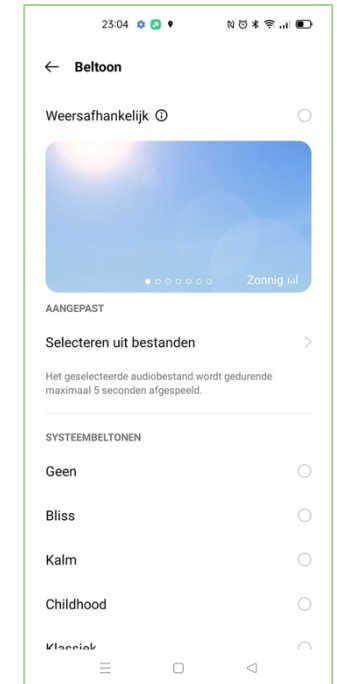 23:04
Beltoon
Weersafhankelijk
Zonnig
AANGEPAST
Selecteren uit bestanden
Het geselecteerde audiobestand wordt gedurende
maximaal 5 seconden afgespeeld.
SYSTEEMBELTONEN
Geen
Bliss
Kalm
Childhood
Klassiek